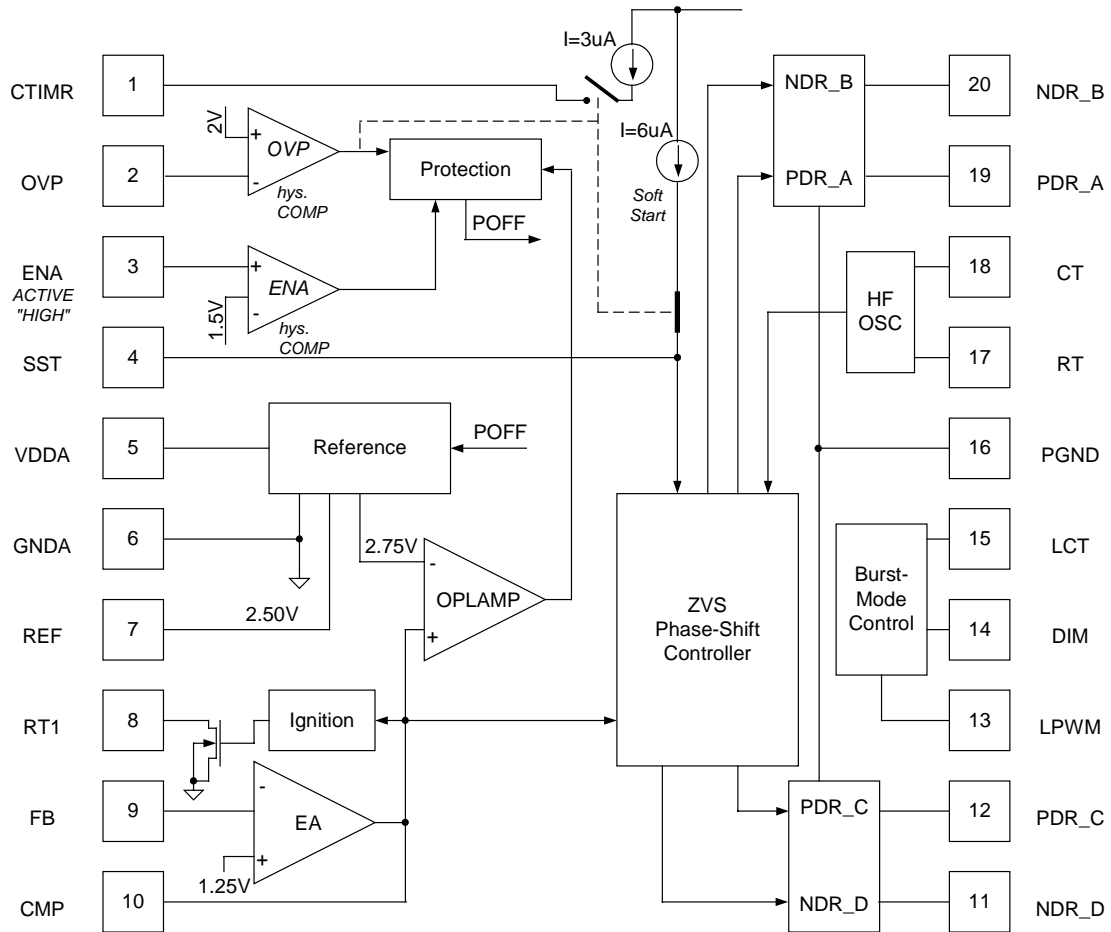 I=3uA
CTIMR
1
NDR_B
20
NDR_B
2V
+
OVP
-
hys.
COMP
I=6uA
Protection
OVP
2
Soft
Start
PDR_A
19
PDR_A
POFF
ENA
ACTIVE
"HIGH"
3
+
ENA
-
1.5V
hys.
COMP
18
CT
HF
OSC
SST
4
17
RT
POFF
VDDA
5
Reference
16
PGND
GNDA
6
2.75V
-
OPLAMP
+
15
LCT
Burst-
Mode
Control
ZVS
Phase-Shift
Controller
REF
7
2.50V
14
DIM
RT1
8
Ignition
13
LPWM
FB
9
-
EA
+
1.25V
PDR_C
12
PDR_C
CMP
10
NDR_D
11
NDR_D